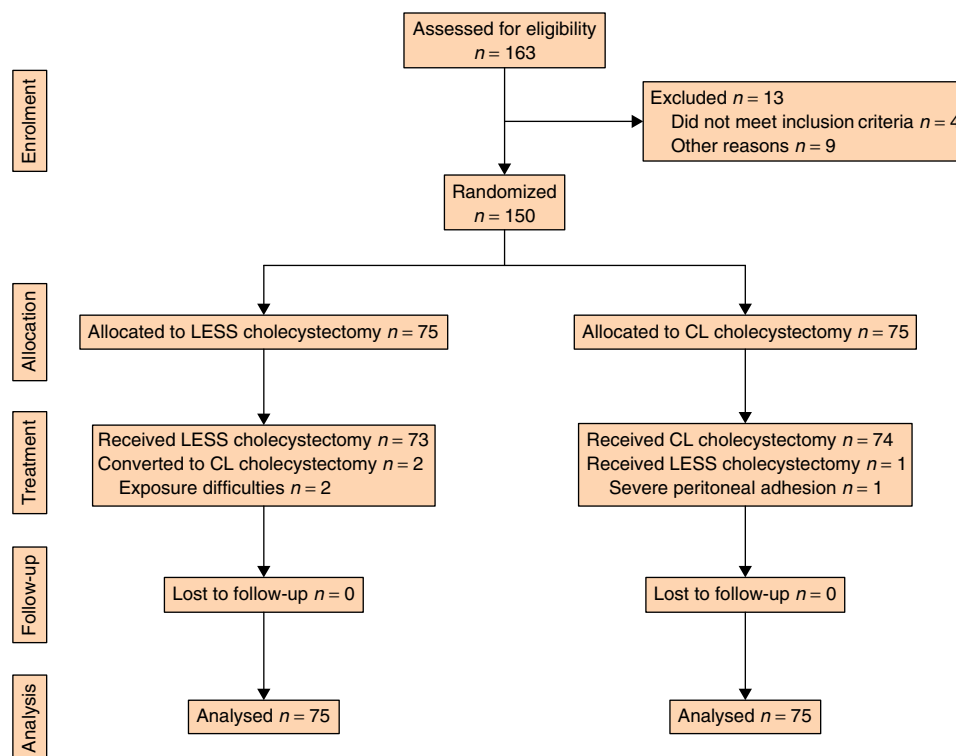 Assessed for eligibility
n = 163
Enrolment
Excluded n = 13
Did not meet inclusion criteria n = 4
Other reasons n = 9
Randomized
n = 150
Allocation
Allocated to LESS cholecystectomy n = 75
Allocated to CL cholecystectomy n = 75
Treatment
Received LESS cholecystectomy n = 73
Converted to CL cholecystectomy n = 2
Exposure difficulties n = 2
Received CL cholecystectomy n = 74
Received LESS cholecystectomy n = 1
Severe peritoneal adhesion n = 1
Follow-up
Lost to follow-up n = 0
Lost to follow-up n = 0
Analysis
Analysed n = 75
Analysed n = 75